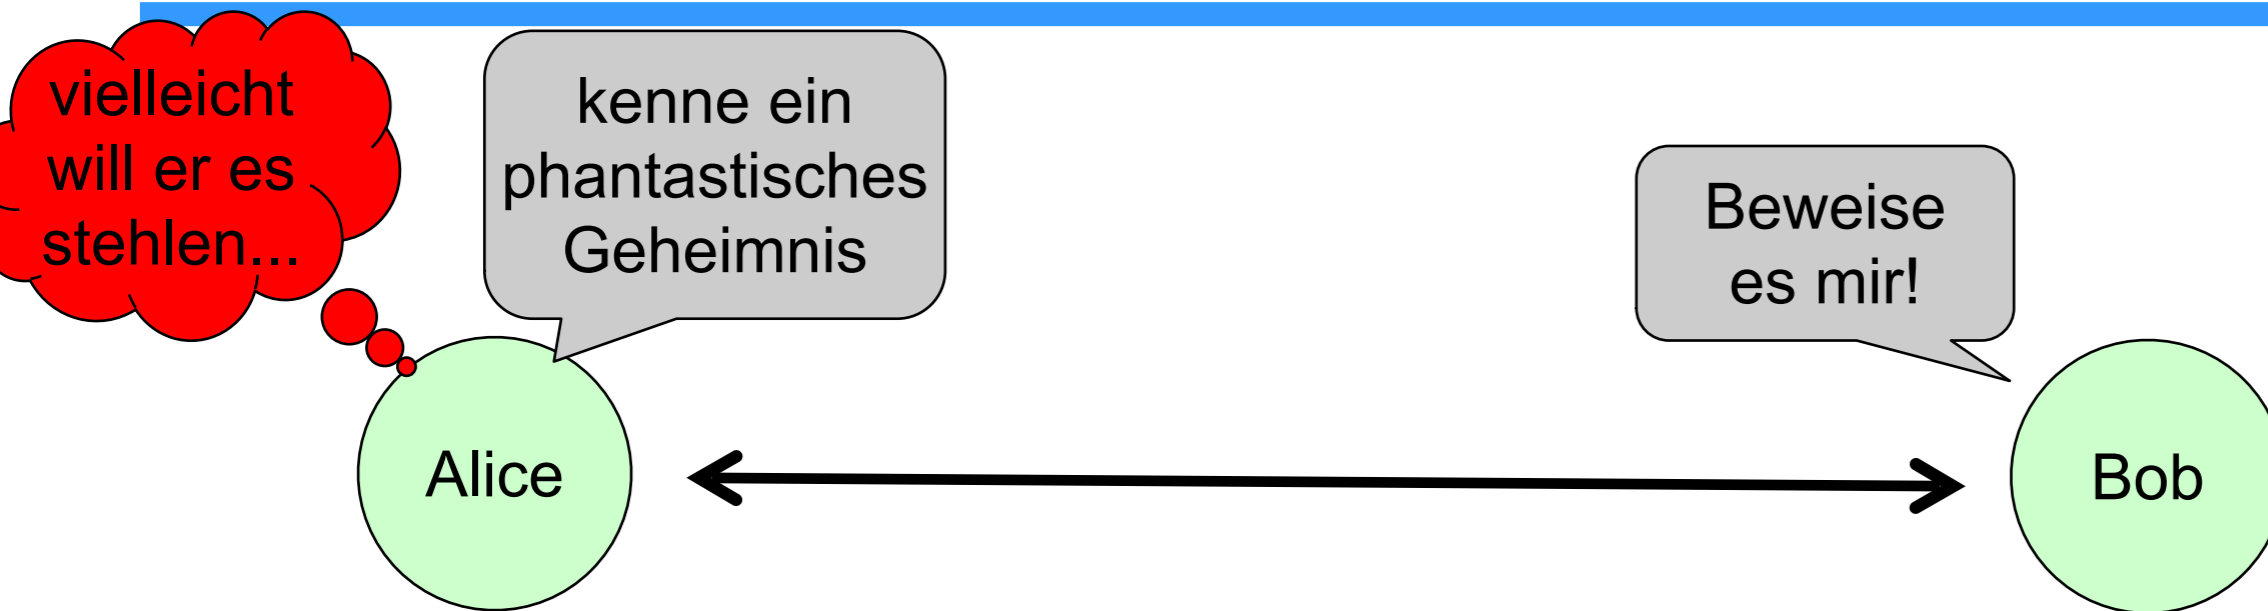 vielleicht
will er es
stehlen...
kenne ein
phantastisches
Geheimnis
Beweise
es mir!
Alice
Bob